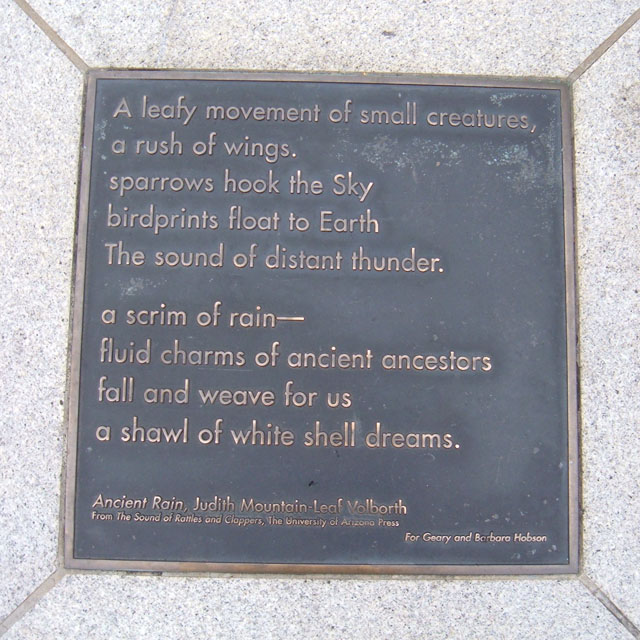 A leafy movement of small creatures,
a rush of wings.
sparrows hook the Sky
birdprints float to Earth
The sound of distant thunder.
a scrim of rain—
fluid charms of ancient ancestors
fall and weave for us
a shawl of white shell dreams.
Ancient Rain, Judith Mountain-Leaf Volborth
From The Sound of Rattles and Clappers, The University of Arizona Press
For Geary and Barbara Hobson